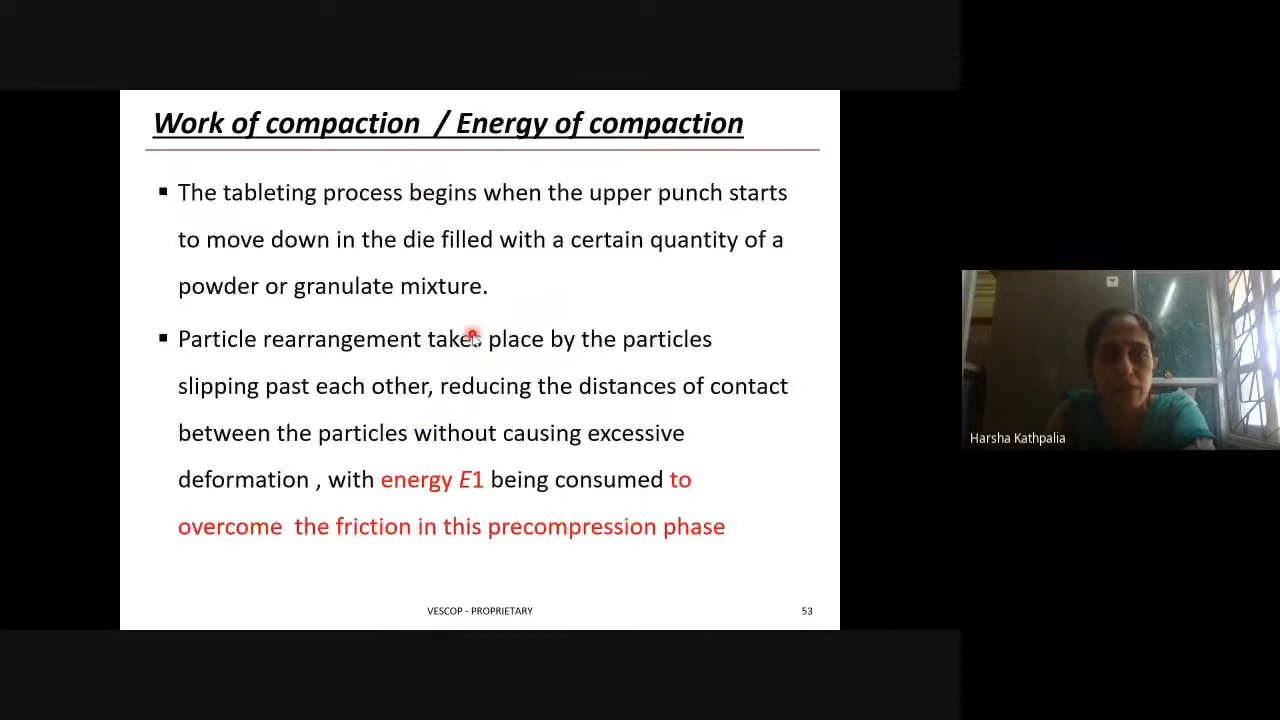 Work of compaction / Energy of compaction
▪ The tableting process begins when the upper punch starts
to move down in the die filled with a certain quantity of a
powder or granulate mixture.
▪ Particle rearrangement takes place by the particles
slipping past each other, reducing the distances of contact
between the particles without causing excessive
deformation , with energy E1 being consumed to
overcome the friction in this precompression phase
VESCOP - PROPRIETARY
53
Harsha Kathpalia